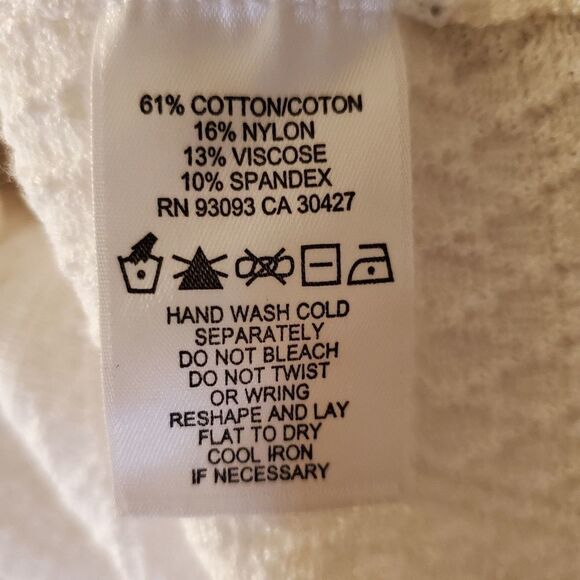 61% COTTON/COTON
16% NYLON
13% VISCOSE
10% SPANDEX
RN 93093 CA 30427
HAND WASH COLD
SEPARATELY
DO NOT BLEACH
DO NOT TWIST
OR WRING
RESHAPE AND LAY
FLAT TO DRY
COOL IRON
IF NECESSARY